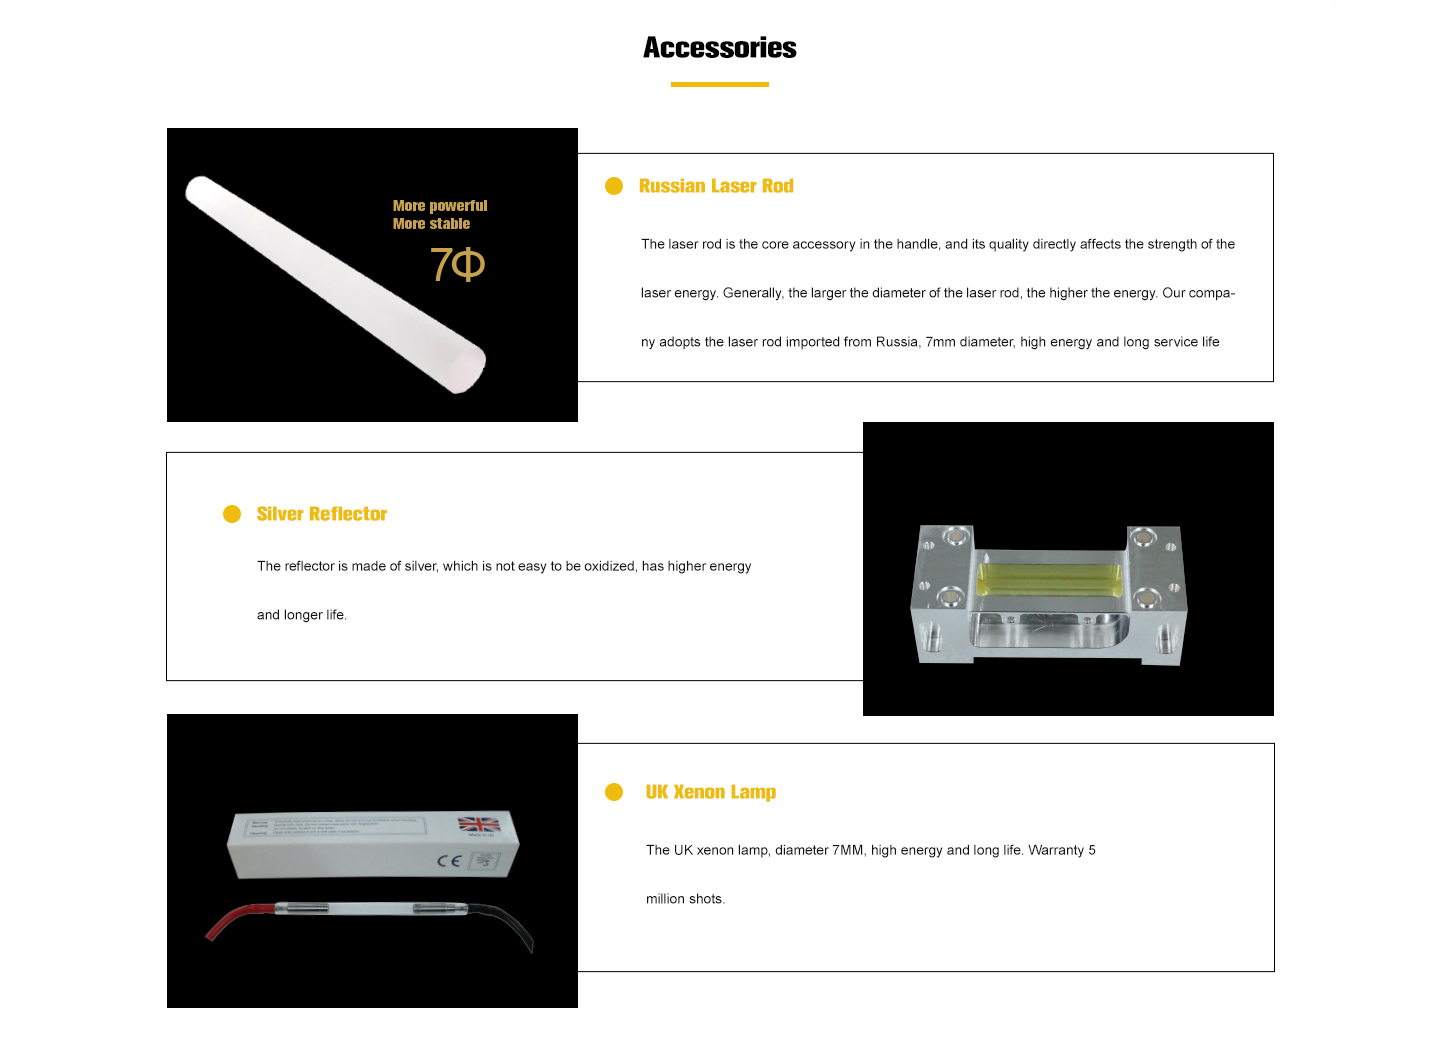 Accessories
More powerful
More stable
7Φ
Russian Laser Rod
The laser rod is the core accessory in the handle, and its quality directly affects the strength of the
laser energy. Generally, the larger the diameter of the laser rod, the higher the energy. Our compa-
ny adopts the laser rod imported from Russia, 7mm diameter, high energy and long service life
Silver Reflector
The reflector is made of silver, which is not easy to be oxidized, has higher energy
and longer life.
CE
UK Xenon Lamp
The UK xenon lamp, diameter 7MM, high energy and long life. Warranty 5
million shots.